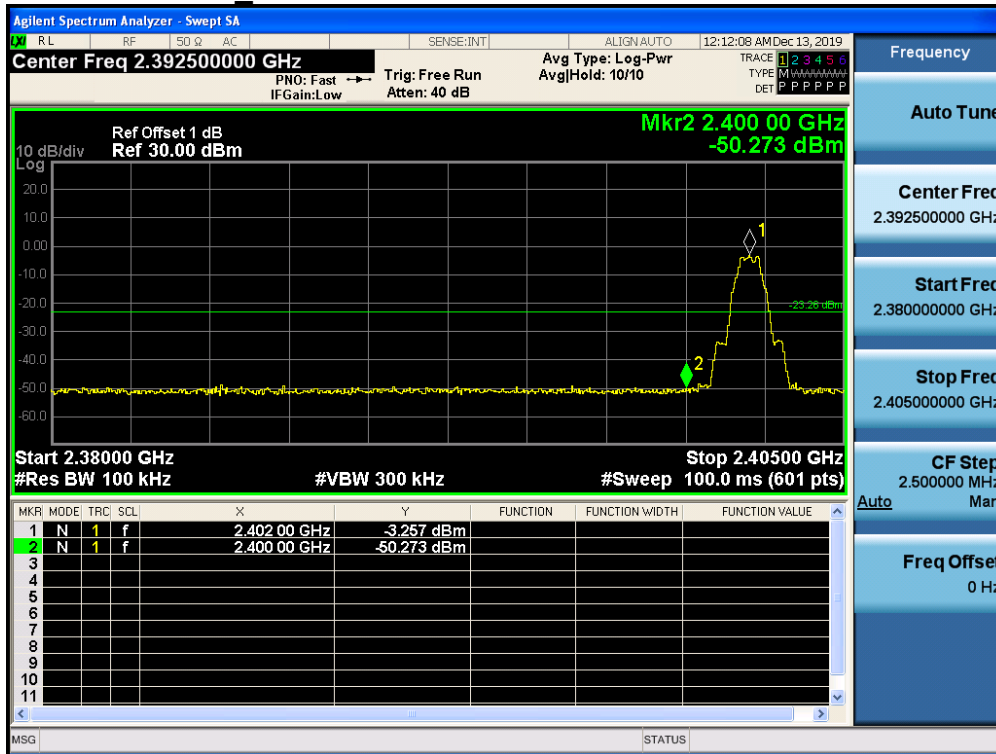 Agilent Spectrum Analyzer - Swept SA
LXI RL RF 50 Ω AC SENSE:INT ALIGN AUTO 12:12:08 AM Dec 13, 2019
Center Freq 2.392500000 GHz
PNO: Fast
IFGain:Low
Trig: Free Run
Atten: 40 dB
Avg Type: Log-Pwr
Avg|Hold: 10/10
TRACE 1 2 3 4 5 6
TYPE M
DET P P P P P P
Ref Offset 1 dB
Ref 30.00 dBm
10 dB/div
Log
Mkr2 2.400 00 GHz
-50.273 dBm
20.0
10.0
0.00
-10.0
-20.0
-30.0
-40.0
-50.0
-60.0
1
-23.26 dBm
2
Start 2.38000 GHz Stop 2.40500 GHz
#Res BW 100 kHz #VBW 300 kHz #Sweep 100.0 ms (601 pts)
MKR MODE TRC SCL X Y FUNCTION FUNCTION WIDTH FUNCTION VALUE
1 N 1 f 2.402 00 GHz -3.257 dBm
2 N 1 f 2.400 00 GHz -50.273 dBm
3
4
5
6
7
8
9
10
11
MSG STATUS
Frequency
Auto Tune
Center Freq
2.392500000 GHz
Start Freq
2.380000000 GHz
Stop Freq
2.405000000 GHz
CF Step
2.500000 MHz
Auto Man
Freq Offset
0 Hz